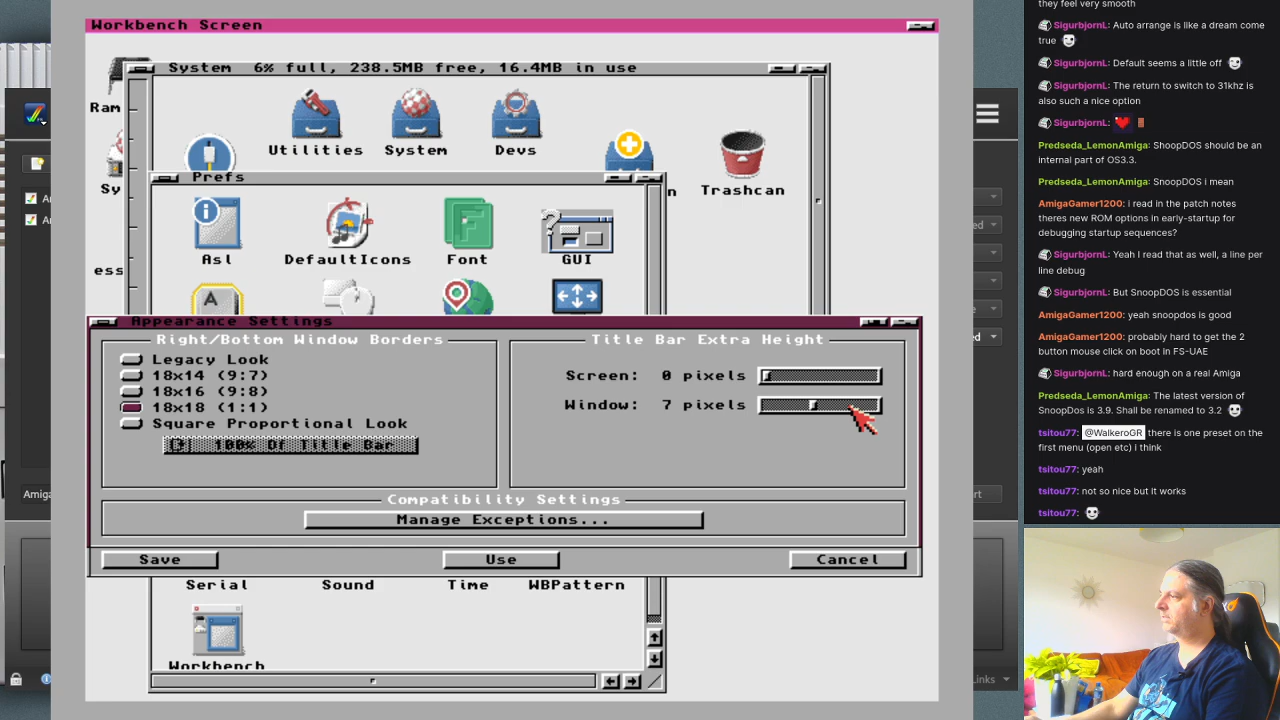 Workbench Screen
System 6% full, 238.5MB free, 16.4MB in use
Ram
Utilities
System
Devs
Trashcan
Sy
n
Prefs
Asl
DefaultIcons
Font
GUI
ess
Appearance Settings
Right/Bottom Window Borders
Legacy Look
18x14 (9:7)
18x16 (9:8)
18x18 (1:1)
Square Proportional Look
100% Of Title Bar
Title Bar Extra Height
Screen: 0 pixels
Window: 7 pixels
Compatibility Settings
Manage Exceptions...
Save
Use
Cancel
Serial
Sound
Time
WBPattern
Workbench
Amiga
Links
they feel very smooth
SigurbjornL: Auto arrange is like a dream come
true
SigurbjornL: Default seems a little off
SigurbjornL: The return to switch to 31khz is
also such a nice option
SigurbjornL:
Predseda_LemonAmiga: ShoopDOS should be an
internal part of OS3.3.
Predseda_LemonAmiga: SnoopDOS i mean
AmigaGamer1200: i read in the patch notes
theres new ROM options in early-startup for
debugging startup sequences?
SigurbjornL: Yeah I read that as well, a line per
line debug
SigurbjornL: But SnoopDOS is essential
AmigaGamer1200: yeah snoopdos is good
AmigaGamer1200: probably hard to get the 2
button mouse click on boot in FS-UAE
SigurbjornL: hard enough on a real Amiga
Predseda_LemonAmiga: The latest version of
SnoopDos is 3.9. Shall be renamed to 3.2
tsitou77: @WalkeroGR there is one preset on the
first menu (open etc) i think
tsitou77: yeah
tsitou77: not so nice but it works
tsitou77: